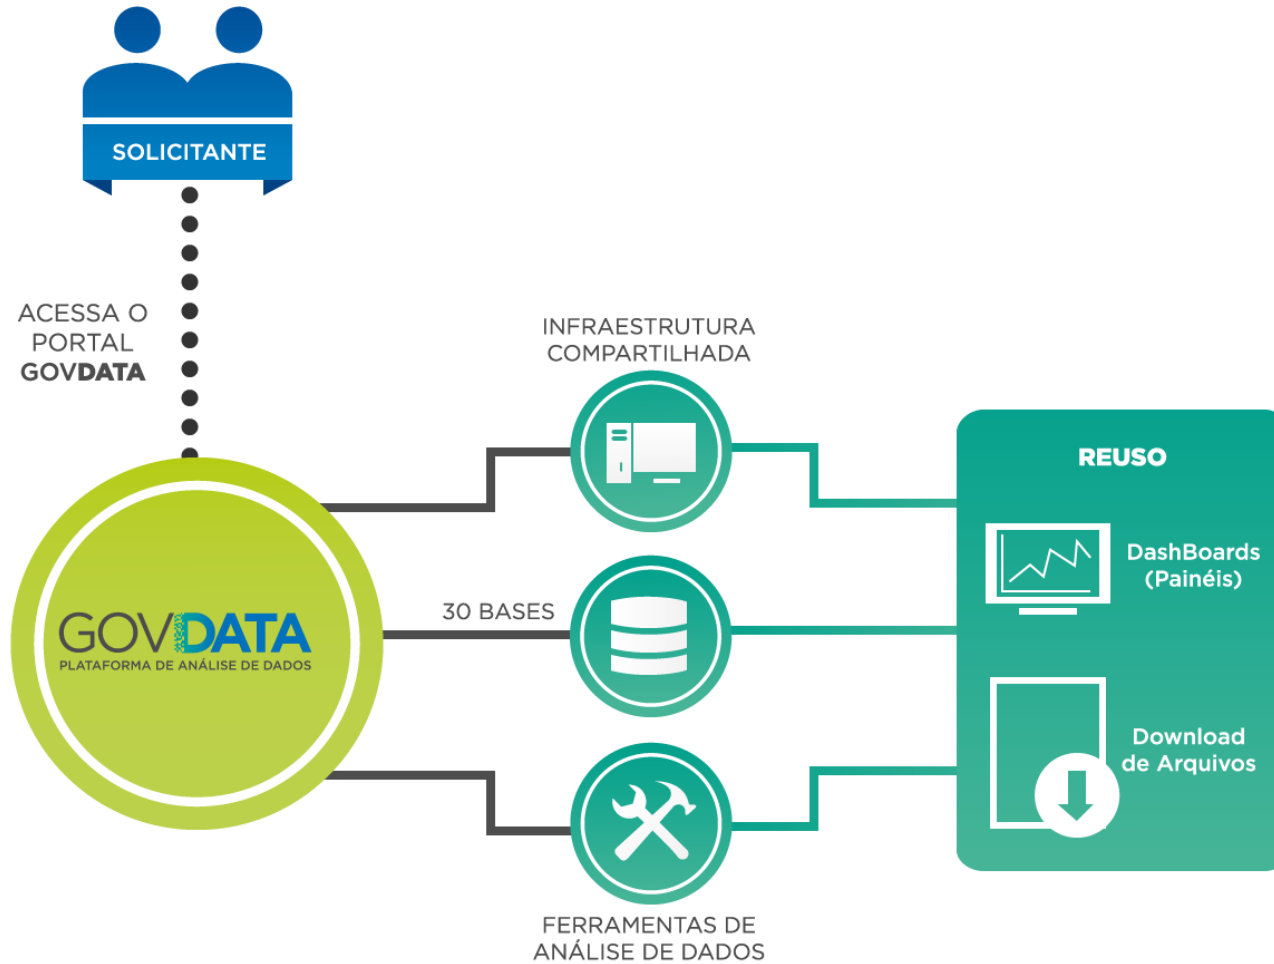 SOLICITANTE
ACESSA O
PORTAL
GOVDATA
INFRAESTRUTURA
COMPARTILHADA
REUSO
DashBoards
(Painéis)
30 BASES
GOVDATA
PLATAFORMA DE ANÁLISE DE DADOS
Download
de Arquivos
FERRAMENTAS DE
ANÁLISE DE DADOS